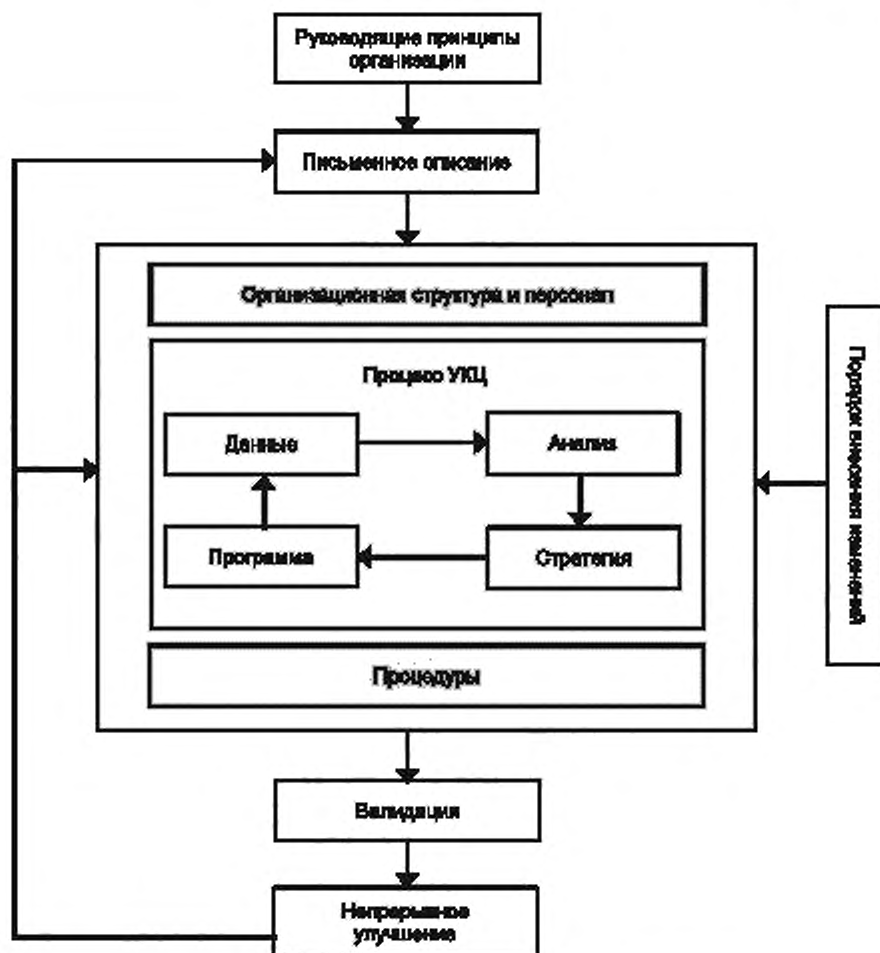 Руководящие принципы
организации
Письменное описание
Организационная структура и персонал
Процесс УКЦ
Данные
Анализ
Программа
Стратегия
Процедуры
Порядок внесения изменений
Валидация
Непрерывное
улучшение